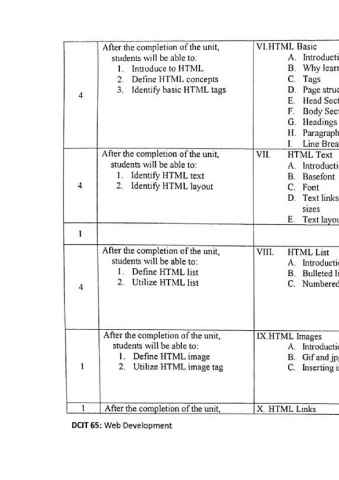 After the completion of the unit,
students will be able to:
1. Introduce to HTML
2. Define HTML concepts
3. Identify basic HTML tags
4
VI.HTML Basic
A. Introducti
B. Why lear
C. Tags
D. Page struc
E. Head Sect
F. Body Sec
G. Headings
H. Paragraph
I. Line Brea
After the completion of the unit,
students will be able to:
1. Identify HTML text
2. Identify HTML layout
4
VII. HTML Text
A. Introducti
B. Basefont
C. Font
D. Text links
sizes
E. Text layou
1
After the completion of the unit,
students will be able to:
1. Define HTML list
2. Utilize HTML list
4
VIII. HTML List
A. Introducti
B. Bulleted li
C. Numbered
After the completion of the unit,
students will be able to:
1. Define HTML image
2. Utilize HTML image tag
1
IX.HTML Images
A. Introducti
B. Gif and jp
C. Inserting i
1
After the completion of the unit,
X. HTML Links
DCIT 65: Web Development